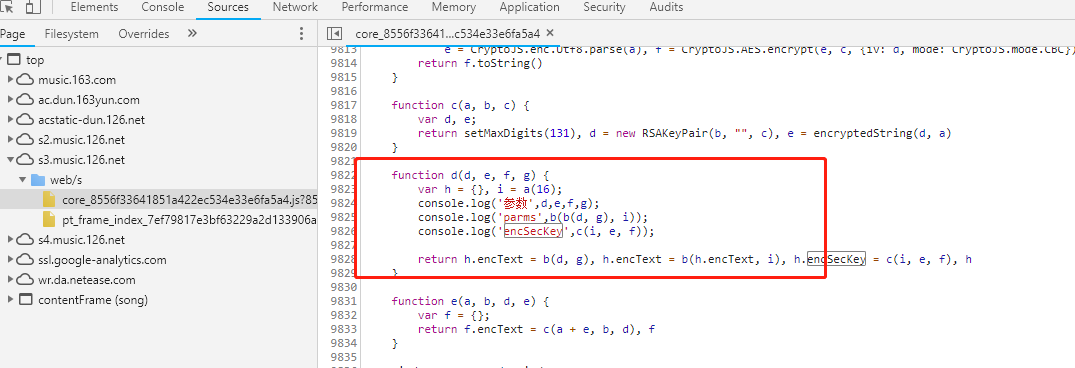 Elements Console Sources Network Performance Memory Application Security Audits
Page Filesystem Overrides »
core_8556f33641...c534e33e6fa5a4 ×
top
music.163.com
ac.dun.163yun.com
acstatic-dun.126.net
s2.music.126.net
s3.music.126.net
web/s
core_8556f33641851a422ec534e33e6fa5a4.js?85
pt_frame_index_7ef79817e3bf63229a2d133906a
s4.music.126.net
ssl.google-analytics.com
wr.da.netease.com
contentFrame (song)
9813 e = CryptoJS.enc.Utf8.parse(a), f = CryptoJS.AES.encrypt(e, c, {iv: d, mode: CryptoJS.mode.CBC})
9814 return f.toString()
9815 }
9816
9817 function c(a, b, c) {
9818 var d, e;
9819 return setMaxDigits(131), d = new RSAKeyPair(b, "", c), e = encryptedString(d, a)
9820 }
9821
9822 function d(d, e, f, g) {
9823 var h = {}, i = a(16);
9824 console.log('参数',d,e,f,g);
9825 console.log('parms',b(b(d, g), i));
9826 console.log('encSecKey',c(i, e, f));
9827
9828 return h.encText = b(d, g), h.encText = b(h.encText, i), h.encSecKey = c(i, e, f), h
9829 }
9830
9831 function e(a, b, d, e) {
9832 var f = {};
9833 return f.encText = c(a + e, b, d), f
9834 }
9835